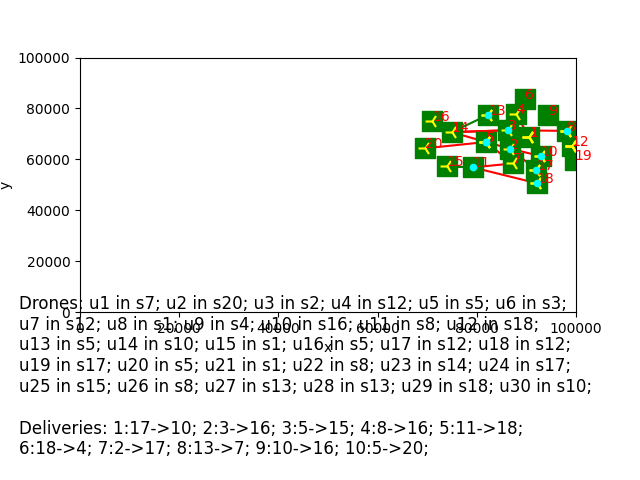 100000
80000
60000
40000
20000
0
y
0 20000 40000 60000 80000 100000
x
16
14
10
12
19
18
Drones: u1 in s7; u2 in s20; u3 in s2; u4 in s12; u5 in s5; u6 in s3;
u7 in s12; u8 in s1; u9 in s4; u10 in s16; u11 in s8; u12 in s18;
u13 in s5; u14 in s10; u15 in s1; u16 in s5; u17 in s12; u18 in s12;
u19 in s17; u20 in s5; u21 in s1; u22 in s8; u23 in s14; u24 in s17;
u25 in s15; u26 in s8; u27 in s13; u28 in s13; u29 in s18; u30 in s10;
Deliveries: 1:17->10; 2:3->16; 3:5->15; 4:8->16; 5:11->18;
6:18->4; 7:2->17; 8:13->7; 9:10->16; 10:5->20;